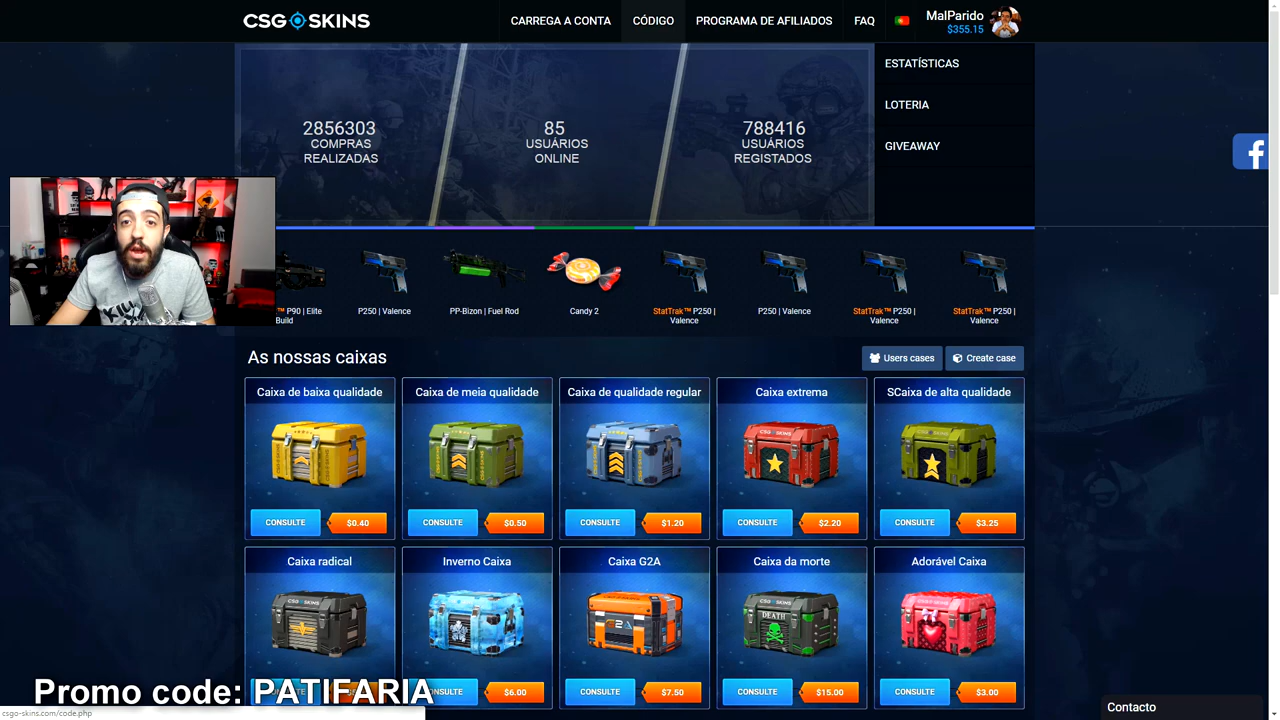 CSGO SKINS
CARREGA A CONTA
CÓDIGO
PROGRAMA DE AFILIADOS
FAQ
MalParido
$355.15
2856303
COMPRAS
REALIZADAS
85
USUÁRIOS
ONLINE
788416
USUÁRIOS
REGISTADOS
ESTATÍSTICAS
LOTERIA
GIVEAWAY
™ P90 | Elite
Build
P250 | Valence
PP-Bizon | Fuel Rod
Candy 2
StatTrak™ P250 |
Valence
P250 | Valence
StatTrak™ P250 |
Valence
StatTrak™ P250 |
Valence
As nossas caixas
Users cases
Create case
Caixa de baixa qualidade
Caixa de meia qualidade
Caixa de qualidade regular
Caixa extrema
SCaixa de alta qualidade
CONSULTE
$0.40
CONSULTE
$0.50
CONSULTE
$1.20
CONSULTE
$2.20
CONSULTE
$3.25
Caixa radical
Inverno Caixa
Caixa G2A
Caixa da morte
Adorável Caixa
CSGO SKINS
G2A
DEATH
$6.00
CONSULTE
$7.50
CONSULTE
$15.00
CONSULTE
$3.00
Promo code: PATIFARIA
csgo-skins.com/code.php
Contacto